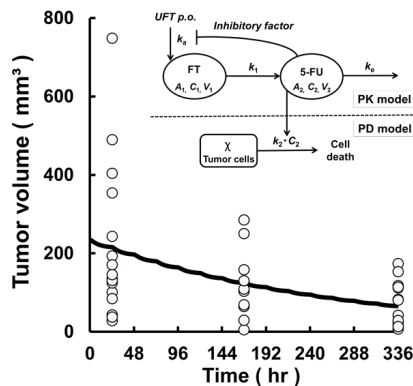 800
600
400
200
0
Tumor volume ( mm³ )
UFT p.o.
Inhibitory factor
kₐ
FT
A₁, C₁, V₁
k₁
5-FU
A₂, C₂, V₂
kₑ
PK model
PD model
χ
Tumor cells
k₂・C₂
Cell
death
0 48 96 144 192 240 288 336
Time ( hr )